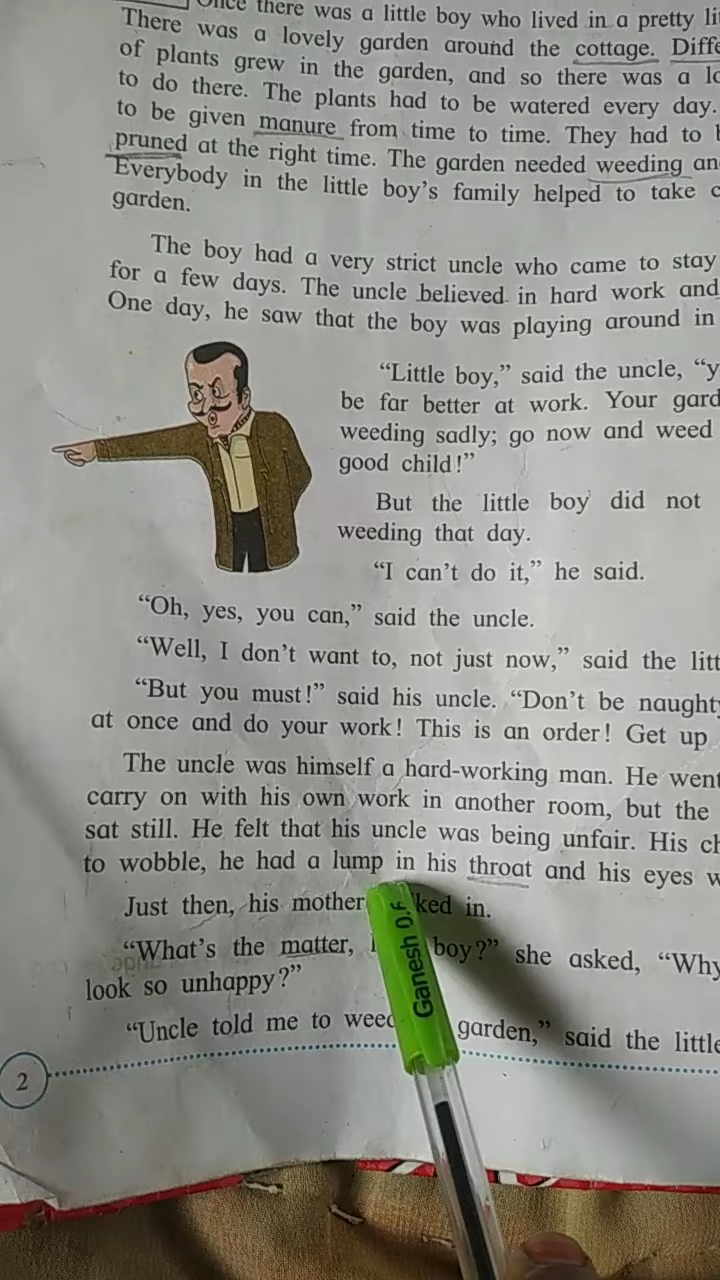 Once there was a little boy who lived in a pretty
There was a lovely garden around the cottage.
of plants grew in the garden, and so there was a
to do there. The plants had to be watered every day.
to be given manure from time to time. They had to
pruned at the right time. The garden needed weeding
Everybody in the little boy's family helped to take
garden.
The boy had a very strict uncle who came to stay
for a few days. The uncle believed in hard work and
One day, he saw that the boy was playing around in
“Little boy,” said the uncle, “
be far better at work. Your
weeding sadly; go now and weed
good child!”
But the little boy did not
weeding that day.
“I can't do it,” he said.
“Oh, yes, you can,” said the uncle.
“Well, I don't want to, not just now,” said the
“But you must!” said his uncle. “Don't be naughty
at once and do your work! This is an order! Get up
The uncle was himself a hard-working man. He went
carry on with his own work in another room, but the
sat still. He felt that his uncle was being unfair. His
to wobble, he had a lump in his throat and his eyes
Just then, his mother in.
“What's the matter, boy?” she asked, “Why
look so unhappy?”
“Uncle told me to garden,” said the
2
Ganesh 0.6